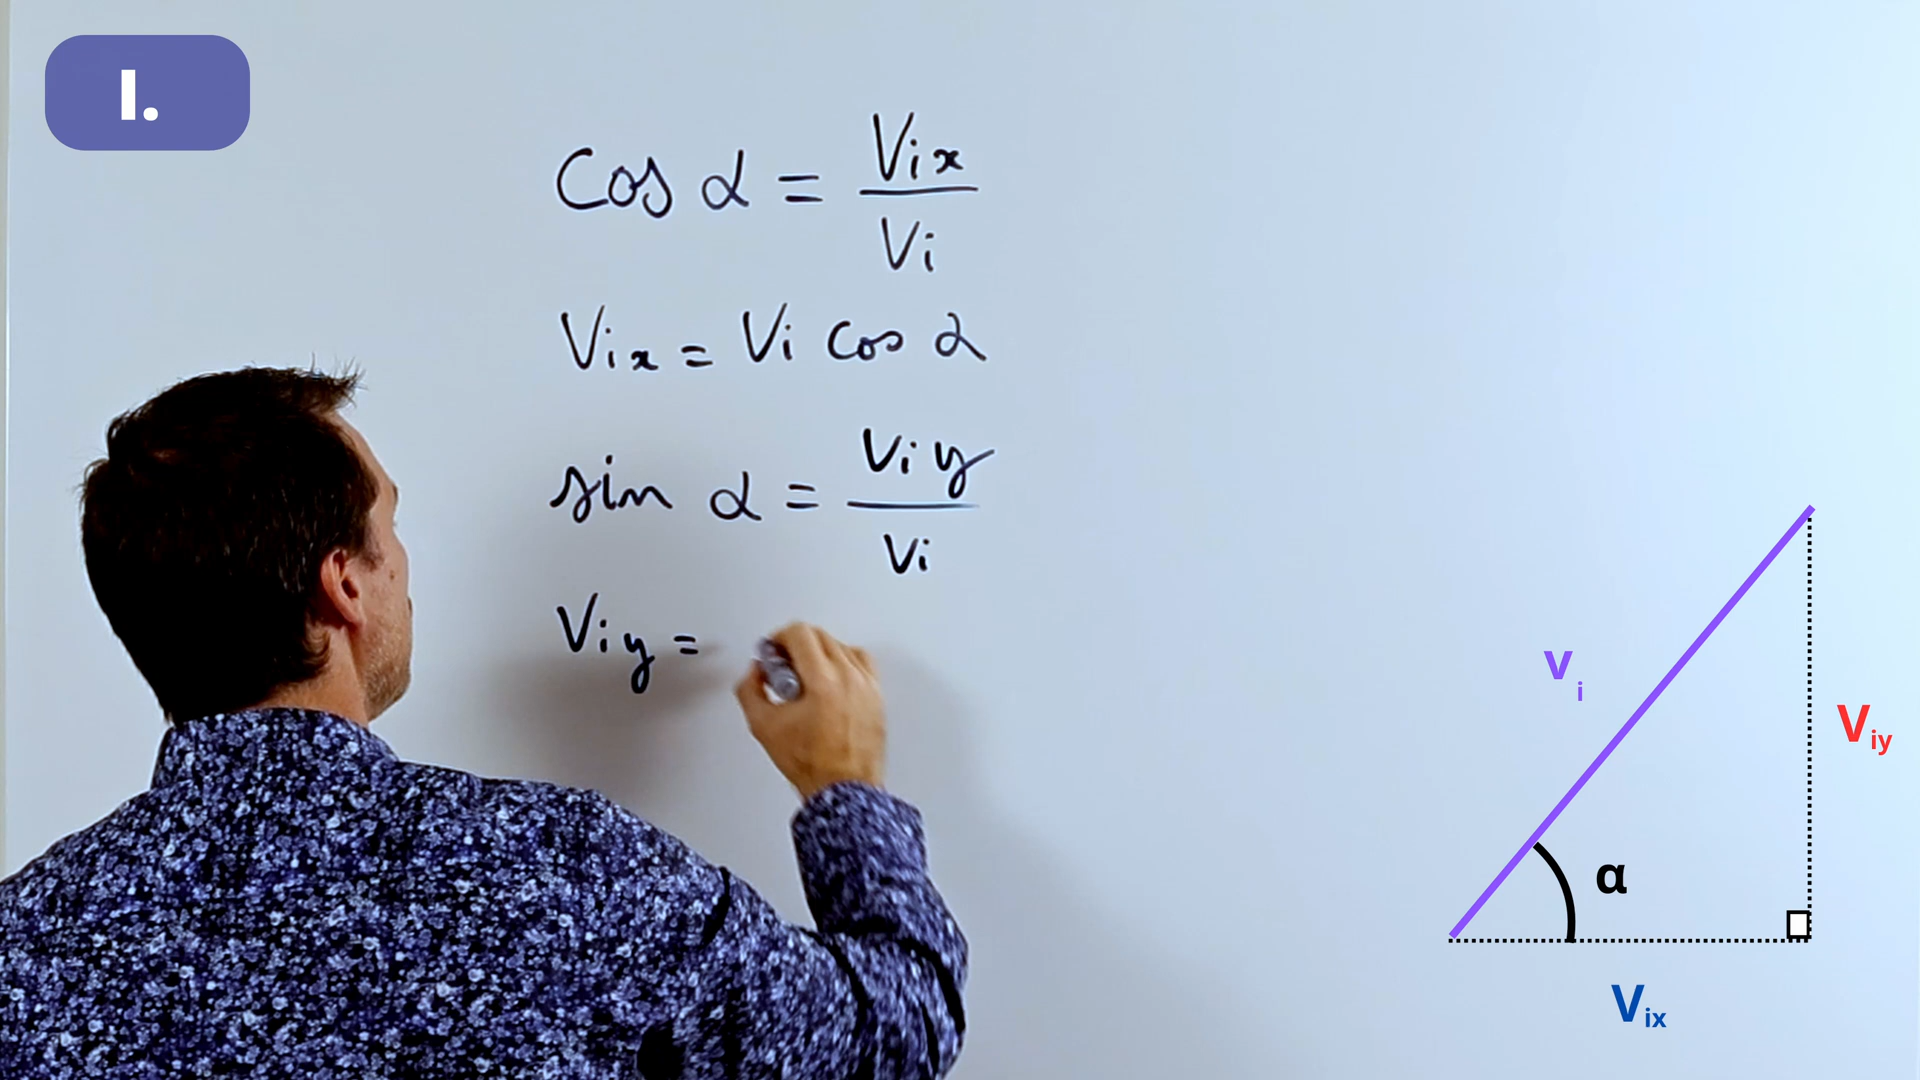 I.
Cos α = Vix / Vi
Vix = Vi cos α
sin α = Viy / Vi
Viy =
vi
Viy
α
Vix